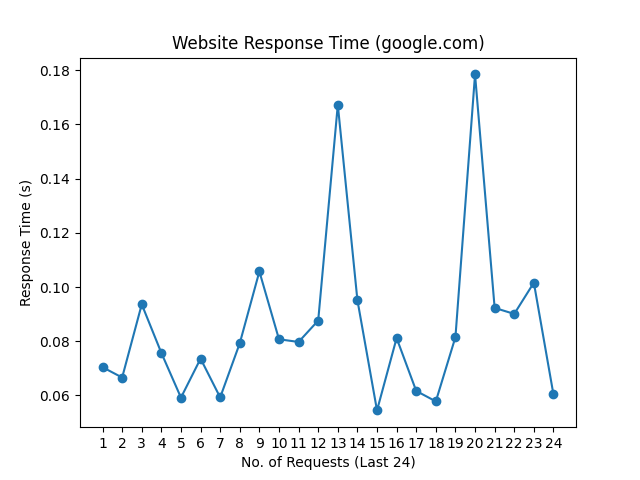 Website Response Time (google.com)
0.18
0.16
0.14
0.12
0.10
0.08
0.06
Response Time (s)
1 2 3 4 5 6 7 8 9 10 11 12 13 14 15 16 17 18 19 20 21 22 23 24
No. of Requests (Last 24)